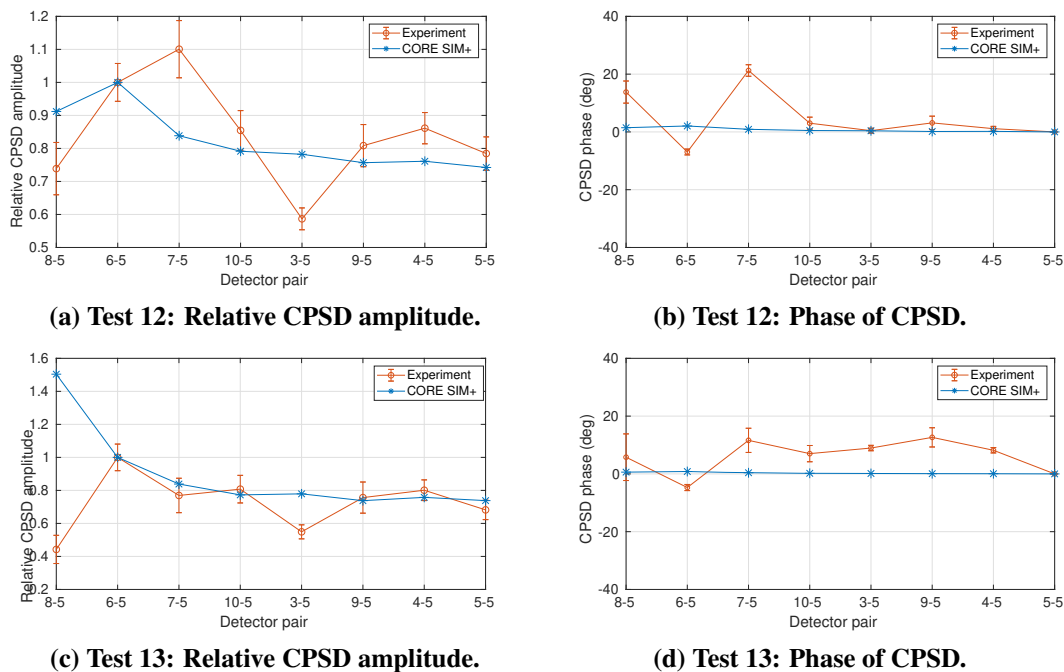 Relative CPSD amplitude
1.2
1.1
1
0.9
0.8
0.7
0.6
0.5
Experiment
CORE SIM+
8-5 6-5 7-5 10-5 3-5 9-5 4-5 5-5
Detector pair
(a) Test 12: Relative CPSD amplitude.
CPSD phase (deg)
40
20
0
-20
-40
Experiment
CORE SIM+
8-5 6-5 7-5 10-5 3-5 9-5 4-5 5-5
Detector pair
(b) Test 12: Phase of CPSD.
Relative CPSD amplitude
1.6
1.4
1.2
1.0
0.8
0.6
0.4
0.2
Experiment
CORE SIM+
8-5 6-5 7-5 10-5 3-5 9-5 4-5 5-5
Detector pair
(c) Test 13: Relative CPSD amplitude.
CPSD phase (deg)
40
20
0
-20
-40
Experiment
CORE SIM+
8-5 6-5 7-5 10-5 3-5 9-5 4-5 5-5
Detector pair
(d) Test 13: Phase of CPSD.